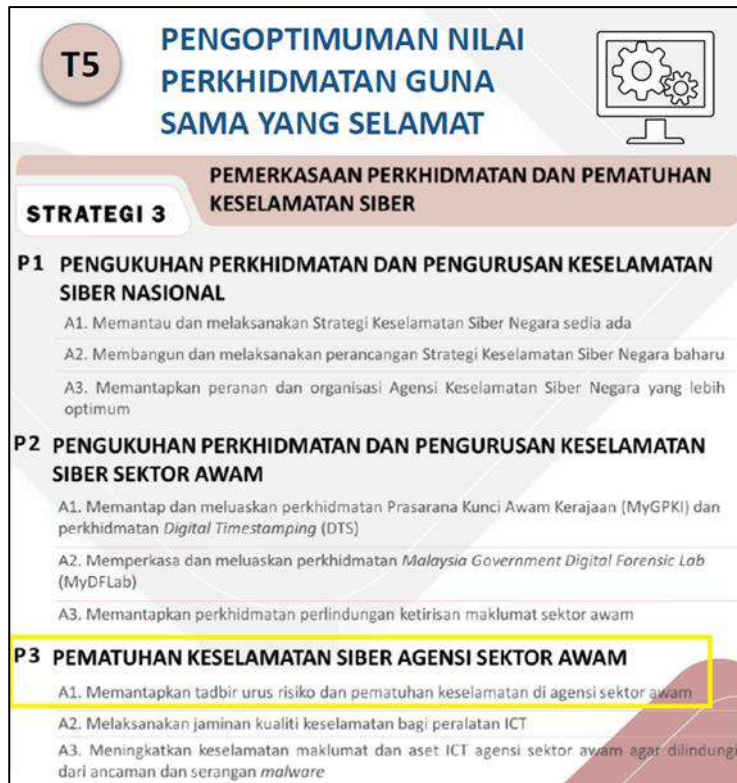 T5
PENGOPTIMUMAN NILAI
PERKHIDMATAN GUNA
SAMA YANG SELAMAT
STRATEGI 3
PEMERKASAAN PERKHIDMATAN DAN PEMATUHAN
KESELAMATAN SIBER
P1 PENGUKUHAN PERKHIDMATAN DAN PENGURUSAN KESELAMATAN
SIBER NASIONAL
A1. Memantau dan melaksanakan Strategi Keselamatan Siber Negara sedia ada
A2. Membangun dan melaksanakan perancangan Strategi Keselamatan Siber Negara baharu
A3. Memantapkan peranan dan organisasi Agensi Keselamatan Siber Negara yang lebih
optimum
P2 PENGUKUHAN PERKHIDMATAN DAN PENGURUSAN KESELAMATAN
SIBER SEKTOR AWAM
A1. Memantap dan meluaskan perkhidmatan Prasarana Kunci Awam Kerajaan (MyGPKI) dan
perkhidmatan Digital Timestamping (DTS)
A2. Memperkasa dan meluaskan perkhidmatan Malaysia Government Digital Forensic Lab
(MyDFLab)
A3. Memantapkan perkhidmatan perlindungan ketirisan maklumat sektor awam
P3 PEMATUHAN KESELAMATAN SIBER AGENSI SEKTOR AWAM
A1. Memantapkan tadbir urus risiko dan pematuhan keselamatan di agensi sektor awam
A2. Melaksanakan jaminan kualiti keselamatan bagi peralatan ICT
A3. Meningkatkan keselamatan maklumat dan aset ICT agensi sektor awam agar dilindungi
dari ancaman dan serangan malware